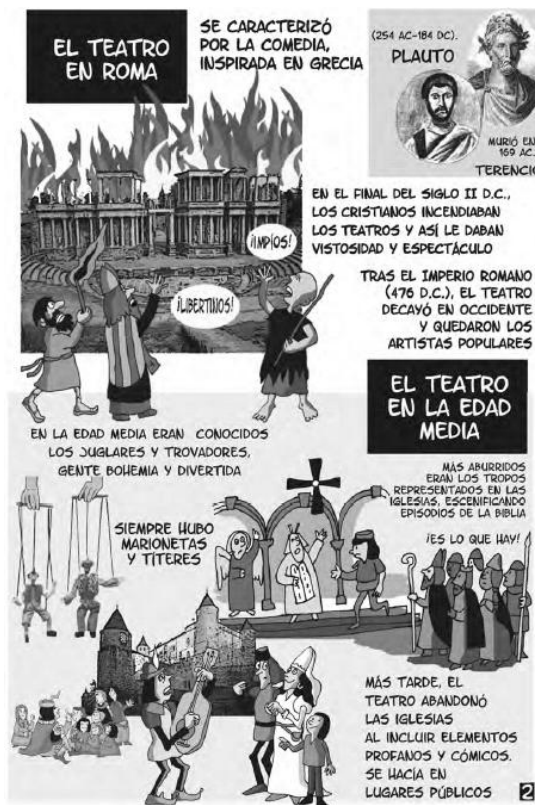 EL TEATRO
EN ROMA
SE CARACTERIZÓ
POR LA COMEDIA,
INSPIRADA EN GRECIA
(254 AC-184 DC).
PLAUTO
MURIÓ EN
169 AC.
TERENCIO
EN EL FINAL DEL SIGLO II D.C.,
LOS CRISTIANOS INCENDIABAN
LOS TEATROS Y ASÍ LE DABAN
VISTOSIDAD Y ESPECTÁCULO
¡IMPÍOS!
¡LIBERTINOS!
TRAS EL IMPERIO ROMANO
(476 D.C.), EL TEATRO
DECAYÓ EN OCCIDENTE
Y QUEDARON LOS
ARTISTAS POPULARES
EL TEATRO
EN LA EDAD
MEDIA
EN LA EDAD MEDIA ERAN CONOCIDOS
LOS JUGLARES Y TROVADORES,
GENTE BOHEMIA Y DIVERTIDA
MÁS ABURRIDOS
ERAN LOS TROPOS
REPRESENTADOS EN LAS
IGLESIAS, ESCENIFICANDO
EPISODIOS DE LA BIBLIA
SIEMPRE HUBO
MARIONETAS
Y TÍTERES
¡ES LO QUE HAY!
MÁS TARDE, EL
TEATRO ABANDONÓ
LAS IGLESIAS
AL INCLUIR ELEMENTOS
PROFANOS Y CÓMICOS.
SE HACÍA EN
LUGARES PÚBLICOS
2